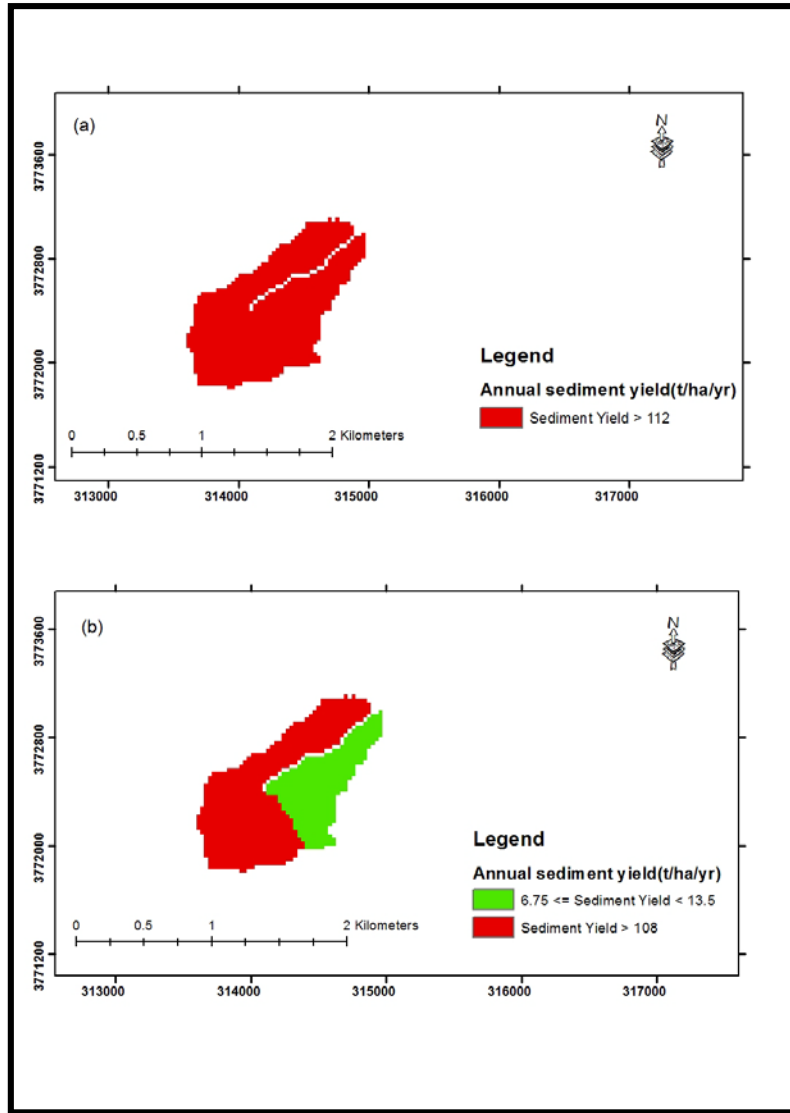 (a)
N
3773600
3772800
3772000
3771200
Legend
Annual sediment yield(t/ha/yr)
Sediment Yield > 112
0 0.5 1 2 Kilometers
313000 314000 315000 316000 317000
(b)
N
3773600
3772800
3772000
3771200
Legend
Annual sediment yield(t/ha/yr)
6.75 <= Sediment Yield < 13.5
Sediment Yield > 108
0 0.5 1 2 Kilometers
313000 314000 315000 316000 317000